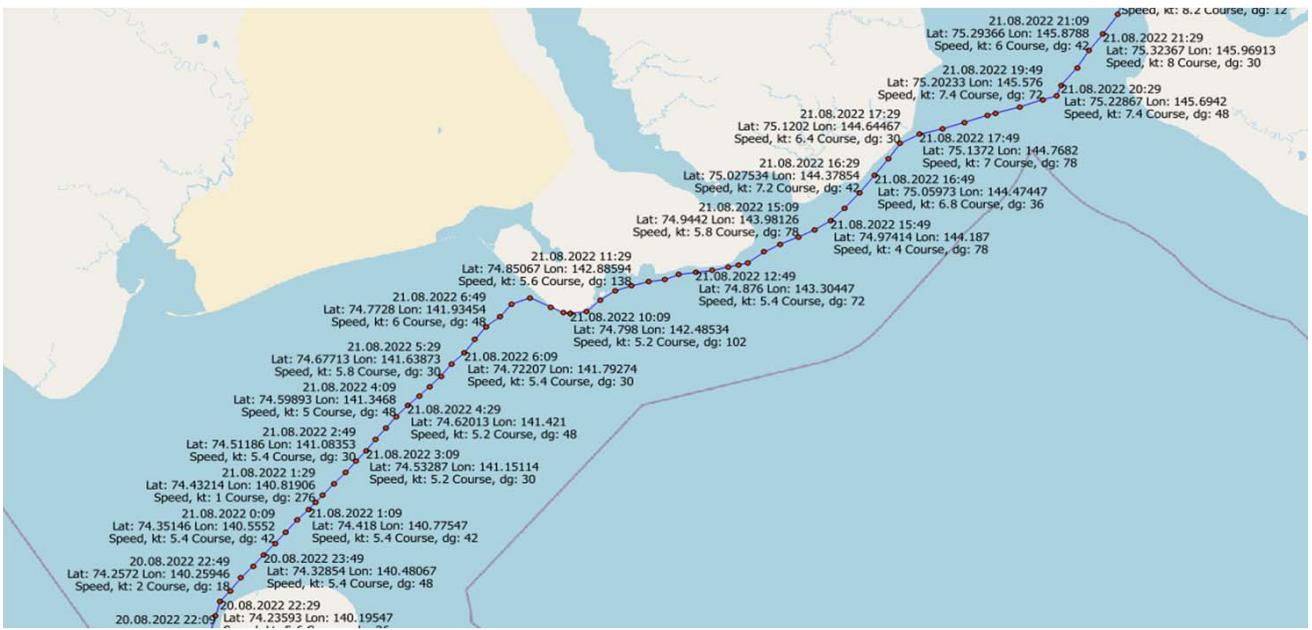 Speed, kt: 8.2 Course, dg: 12
21.08.2022 21:09
Lat: 75.29366 Lon: 145.8788
Speed, kt: 6 Course, dg: 42
21.08.2022 21:29
Lat: 75.32367 Lon: 145.96913
Speed, kt: 8 Course, dg: 30
21.08.2022 19:49
Lat: 75.20233 Lon: 145.576
Speed, kt: 7.4 Course, dg: 72
21.08.2022 20:29
Lat: 75.22867 Lon: 145.6942
Speed, kt: 7.4 Course, dg: 48
21.08.2022 17:29
Lat: 75.1202 Lon: 144.64467
Speed, kt: 6.4 Course, dg: 30
21.08.2022 17:49
Lat: 75.1372 Lon: 144.7682
Speed, kt: 7 Course, dg: 78
21.08.2022 16:29
Lat: 75.027534 Lon: 144.37854
Speed, kt: 7.2 Course, dg: 42
21.08.2022 16:49
Lat: 75.05973 Lon: 144.47447
Speed, kt: 6.8 Course, dg: 36
21.08.2022 15:09
Lat: 74.9442 Lon: 143.98126
Speed, kt: 5.8 Course, dg: 78
21.08.2022 15:49
Lat: 74.97414 Lon: 144.187
Speed, kt: 4 Course, dg: 78
21.08.2022 11:29
Lat: 74.85067 Lon: 142.88594
Speed, kt: 5.6 Course, dg: 138
21.08.2022 12:49
Lat: 74.876 Lon: 143.30447
Speed, kt: 5.4 Course, dg: 72
21.08.2022 6:49
Lat: 74.7728 Lon: 141.93454
Speed, kt: 6 Course, dg: 48
21.08.2022 10:09
Lat: 74.798 Lon: 142.48534
Speed, kt: 5.2 Course, dg: 102
21.08.2022 5:29
Lat: 74.67713 Lon: 141.63873
Speed, kt: 5.8 Course, dg: 30
21.08.2022 6:09
Lat: 74.72207 Lon: 141.79274
Speed, kt: 5.4 Course, dg: 30
21.08.2022 4:09
Lat: 74.59893 Lon: 141.3468
Speed, kt: 5 Course, dg: 48
21.08.2022 4:29
Lat: 74.62013 Lon: 141.421
Speed, kt: 5.2 Course, dg: 48
21.08.2022 2:49
Lat: 74.51186 Lon: 141.08353
Speed, kt: 5.4 Course, dg: 30
21.08.2022 3:09
Lat: 74.53287 Lon: 141.15114
Speed, kt: 5.2 Course, dg: 30
21.08.2022 1:29
Lat: 74.43214 Lon: 140.81906
Speed, kt: 1 Course, dg: 276
21.08.2022 1:09
Lat: 74.418 Lon: 140.77547
Speed, kt: 5.4 Course, dg: 42
21.08.2022 0:09
Lat: 74.35146 Lon: 140.5552
Speed, kt: 5.4 Course, dg: 42
20.08.2022 23:49
Lat: 74.32854 Lon: 140.48067
Speed, kt: 5.4 Course, dg: 48
20.08.2022 22:49
Lat: 74.2572 Lon: 140.25946
Speed, kt: 2 Course, dg: 18
20.08.2022 22:29
Lat: 74.23593 Lon: 140.19547
20.08.2022 22:09